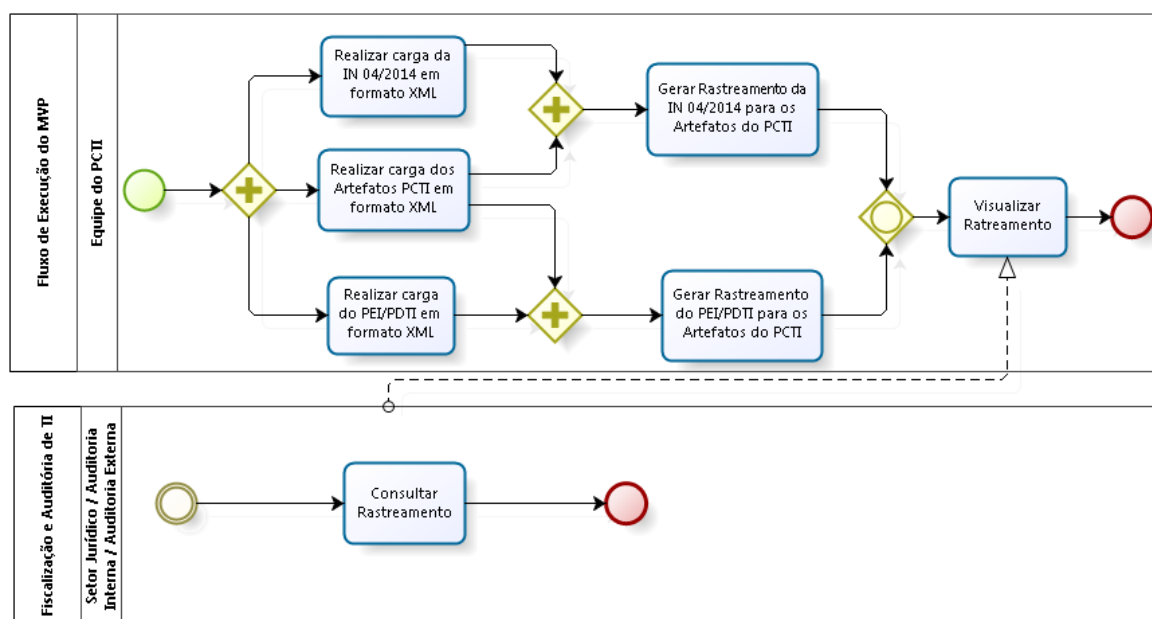 Fluxo de Execução do MVP
Equipe do PCTI
Realizar carga da
IN 04/2014 em
formato XML
Realizar carga dos
Artefatos PCTI em
formato XML
Realizar carga
do PEI/PDTI em
formato XML
Gerar Rastreamento da
IN 04/2014 para os
Artefatos do PCTI
Gerar Rastreamento
do PEI/PDTI para os
Artefatos do PCTI
Visualizar
Ratreamento
Fiscalização e Auditória de TI
Setor Jurídico / Auditoria
Interna / Auditoria Externa
Consultar
Rastreamento